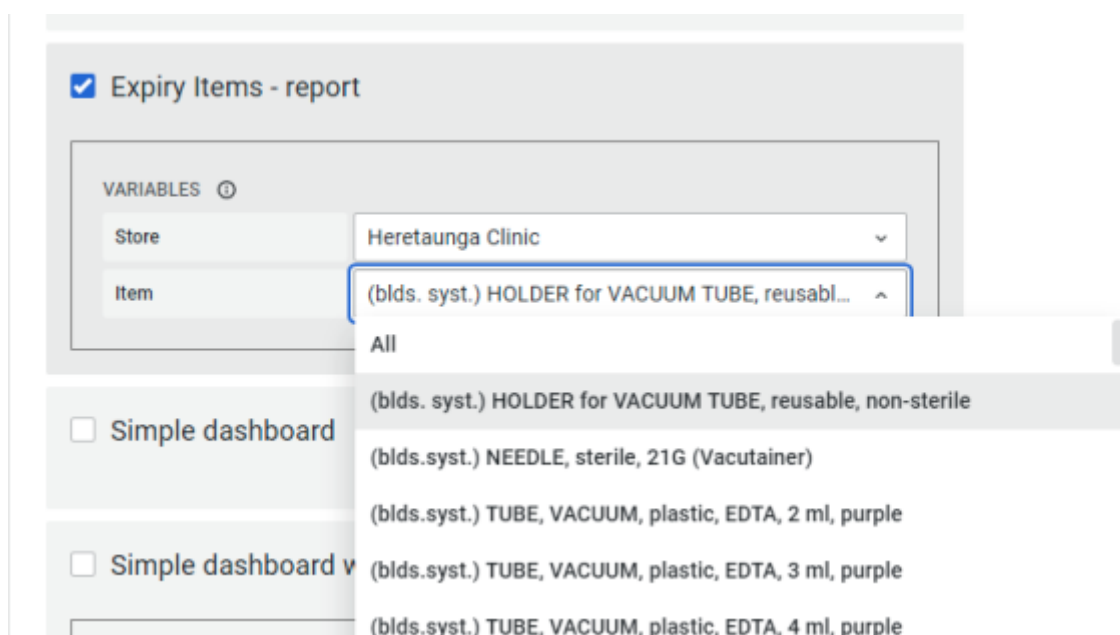 Expiry Items - report
VARIABLES
Store
Heretaunga Clinic
Item
(blds. syst.) HOLDER for VACUUM TUBE, reusabl...
All
(blds. syst.) HOLDER for VACUUM TUBE, reusable, non-sterile
Simple dashboard
(blds.syst.) NEEDLE, sterile, 21G (Vacutainer)
(blds.syst.) TUBE, VACUUM, plastic, EDTA, 2 ml, purple
Simple dashboard w
(blds.syst.) TUBE, VACUUM, plastic, EDTA, 3 ml, purple
(blds.syst.) TUBE, VACUUM, plastic, EDTA, 4 ml, purple